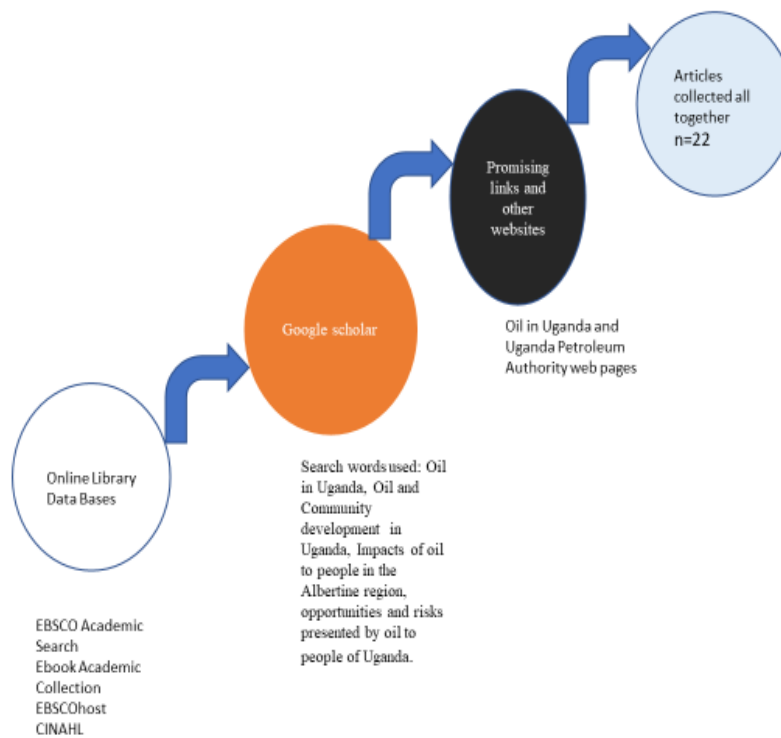 Online Library
Data Bases
EBSCO Academic
Search
Ebook Academic
Collection
EBSCOhost
CINAHL
Google scholar
Search words used: Oil
in Uganda, Oil and
Community
development in
Uganda, Impacts of oil
to people in the
Albertine region,
opportunities and risks
presented by oil to
people of Uganda.
Promising
links and
other
websites
Oil in Uganda and
Uganda Petroleum
Authority web pages
Articles
collected all
together
n=22